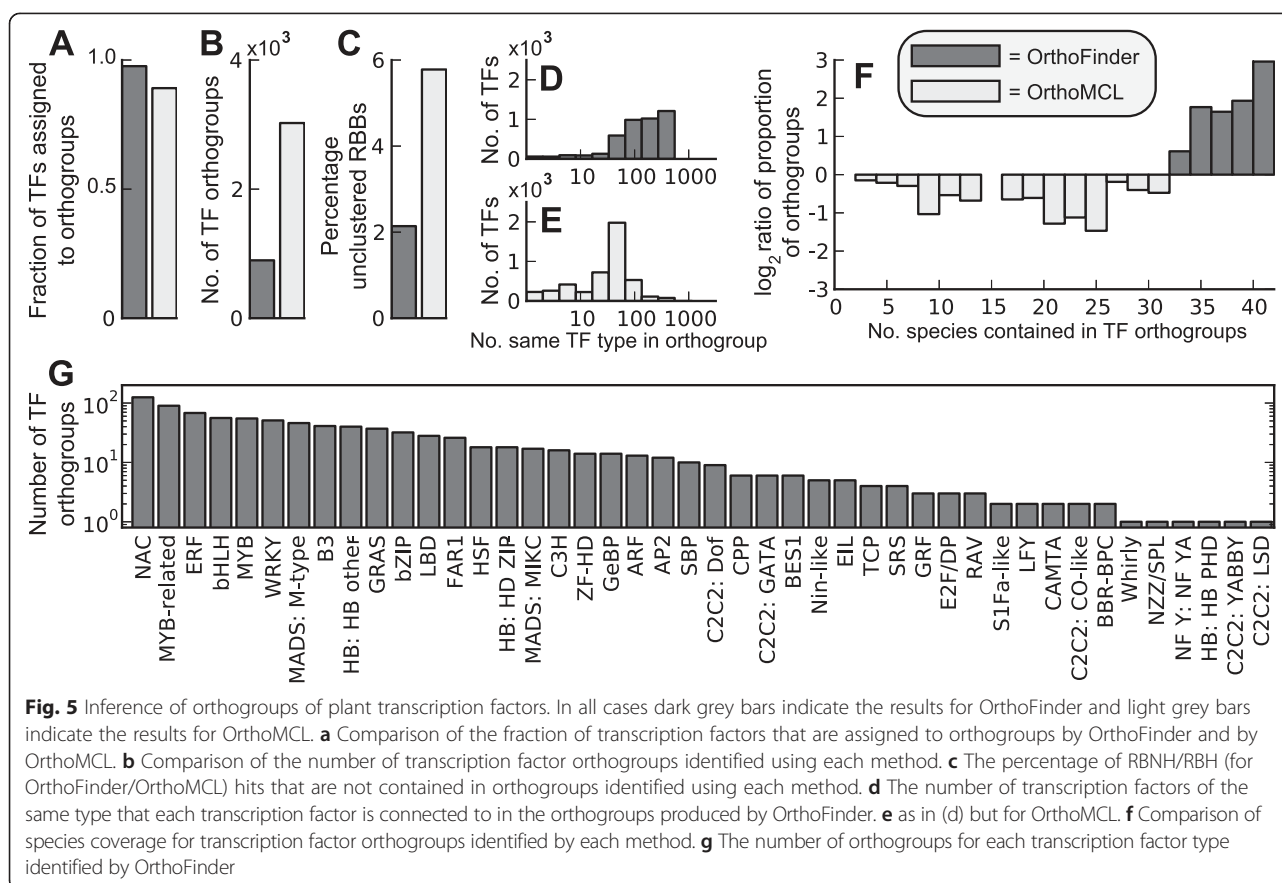 A
Fraction of TFs assigned
to orthogroups
1.0
0.5
0
B
×10³
No. of TF orthogroups
4
2
0
C
Percentage
unclustered RBBs
6
4
2
0
D
×10³
No. of TFs
2
1
0
10 100 1000
E
×10³
No. of TFs
2
1
0
10 100 1000
No. same TF type in orthogroup
F
= OrthoFinder
= OrthoMCL
log₂ ratio of proportion
of orthogroups
3
2
1
0
-1
-2
-3
0 5 10 15 20 25 30 35 40
No. species contained in TF orthogroups
G
Number of TF
orthogroups
10²
10¹
10⁰
NAC
MYB-related
ERF
bHLH
MYB
WRKY
MADS: M-type
B3
HB: HB other
GRAS
bZIP
LBD
FAR1
HSF
HB: HD ZIP
MADS: MIKC
C3H
ZF-HD
GeBP
ARF
AP2
SBP
C2C2: Dof
CPP
C2C2: GATA
BES1
Nin-like
EIL
TCP
SRS
GRF
E2F/DP
RAV
S1Fa-like
LFY
CAMTA
C2C2: CO-like
BBR-BPC
Whirly
NZZ/SPL
NF Y: NF YA
HB: HB PHD
C2C2: YABBY
C2C2: LSD
Fig. 5 Inference of orthogroups of plant transcription factors. In all cases dark grey bars indicate the results for OrthoFinder and light grey bars
indicate the results for OrthoMCL. a Comparison of the fraction of transcription factors that are assigned to orthogroups by OrthoFinder and by
OrthoMCL. b Comparison of the number of transcription factor orthogroups identified using each method. c The percentage of RBNH/RBH (for
OrthoFinder/OrthoMCL) hits that are not contained in orthogroups identified using each method. d The number of transcription factors of the
same type that each transcription factor is connected to in the orthogroups produced by OrthoFinder. e as in (d) but for OrthoMCL. f Comparison of
species coverage for transcription factor orthogroups identified by each method. g The number of orthogroups for each transcription factor type
identified by OrthoFinder